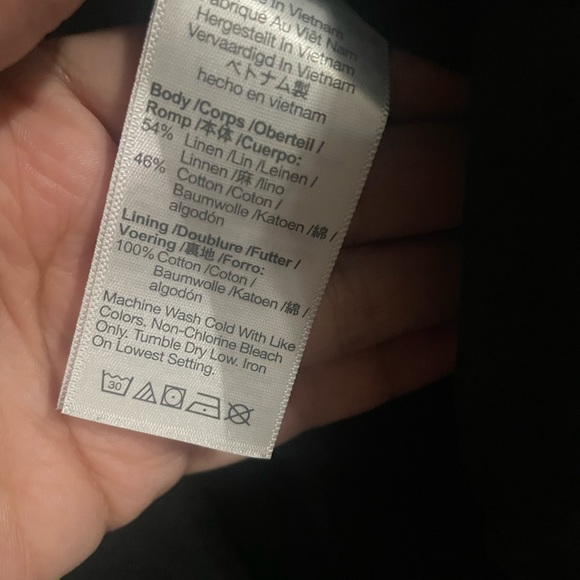 In Vietnam
Fabriqué Au Viêt Nam
Hergestellt In Vietnam
Vervaardigd In Vietnam
ベトナム製
hecho en vietnam
Body /Corps /Oberteil /
Romp /本体 /Cuerpo:
54% Linen /Lin /Leinen /
Linnen /麻 /lino
46% Cotton /Coton /
Baumwolle /Katoen /綿 /
algodón
Lining /Doublure /Futter /
Voering /裏地 /Forro:
100% Cotton /Coton /
Baumwolle /Katoen /綿 /
algodón
Machine Wash Cold With Like
Colors. Non-Chlorine Bleach
Only. Tumble Dry Low. Iron
On Lowest Setting.
30